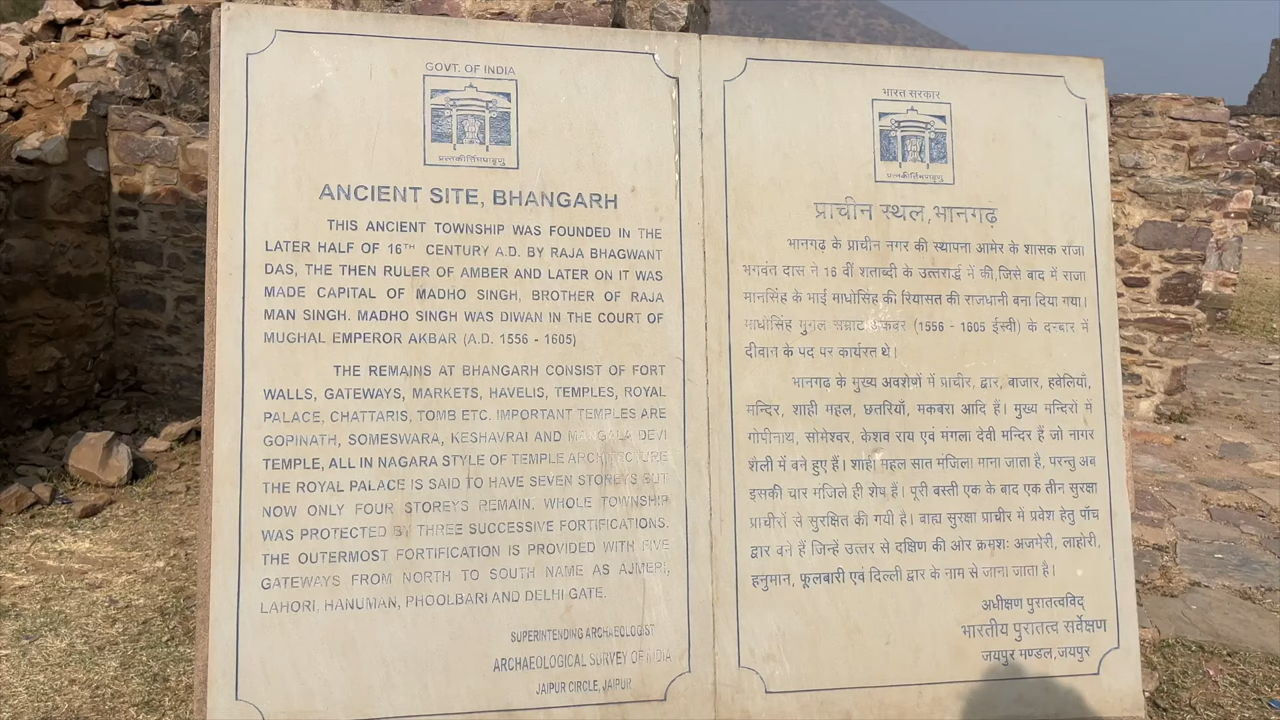 GOVT. OF INDIA
प्रत्नकीर्तिमपावृणु
ANCIENT SITE, BHANGARH
THIS ANCIENT TOWNSHIP WAS FOUNDED IN THE
LATER HALF OF 16TH CENTURY A.D. BY RAJA BHAGWANT
DAS, THE THEN RULER OF AMBER AND LATER ON IT WAS
MADE CAPITAL OF MADHO SINGH, BROTHER OF RAJA
MAN SINGH. MADHO SINGH WAS DIWAN IN THE COURT OF
MUGHAL EMPEROR AKBAR (A.D. 1556 - 1605)
THE REMAINS AT BHANGARH CONSIST OF FORT
WALLS, GATEWAYS, MARKETS, HAVELIS, TEMPLES, ROYAL
PALACE, CHATTARIS, TOMB ETC. IMPORTANT TEMPLES ARE
GOPINATH, SOMESWARA, KESHAVRAI AND MANGALA DEVI
TEMPLE, ALL IN NAGARA STYLE OF TEMPLE ARCHITECTURE
THE ROYAL PALACE IS SAID TO HAVE SEVEN STOREYS BUT
NOW ONLY FOUR STOREYS REMAIN. WHOLE TOWNSHIP
WAS PROTECTED BY THREE SUCCESSIVE FORTIFICATIONS.
THE OUTERMOST FORTIFICATION IS PROVIDED WITH FIVE
GATEWAYS FROM NORTH TO SOUTH NAME AS AJMERI,
LAHORI, HANUMAN, PHOOLBARI AND DELHI GATE.
SUPERINTENDING ARCHAEOLOGIST
ARCHAEOLOGICAL SURVEY OF INDIA
JAIPUR CIRCLE, JAIPUR
भारत सरकार
प्रत्नकीर्तिमपावृणु
प्राचीन स्थल, भानगढ़
भानगढ़ के प्राचीन नगर की स्थापना आमेर के शासक राजा
भगवंत दास ने 16 वीं शताब्दी के उत्तरार्द्ध में की, जिसे बाद में राजा
मानसिंह के भाई माधोसिंह की रियासत की राजधानी बना दिया गया।
माधोसिंह मुगल सम्राट अकबर (1556 - 1605 ईस्वी) के दरबार में
दीवान के पद पर कार्यरत थे।
भानगढ़ के मुख्य अवशेषों में प्राचीर, द्वार, बाजार, हवेलियाँ,
मन्दिर, शाही महल, छतरियाँ, मकबरा आदि हैं। मुख्य मन्दिरों में
गोपीनाथ, सोमेश्वर, केशव राय एवं मंगला देवी मन्दिर हैं जो नागर
शैली में बने हुए हैं। शाही महल सात मंजिला माना जाता है, परन्तु अब
इसकी चार मंजिले ही शेष हैं। पूरी बस्ती एक के बाद एक तीन सुरक्षा
प्राचीरों से सुरक्षित की गयी है। वाह्य सुरक्षा प्राचीर में प्रवेश हेतु पाँच
द्वार बने हैं जिन्हें उत्तर से दक्षिण की ओर क्रमशः अजमेरी, लाहोरी,
हनुमान, फूलबारी एवं दिल्ली द्वार के नाम से जाना जाता है।
अधीक्षण पुरातत्वविद्
भारतीय पुरातत्व सर्वेक्षण
जयपुर मण्डल, जयपुर